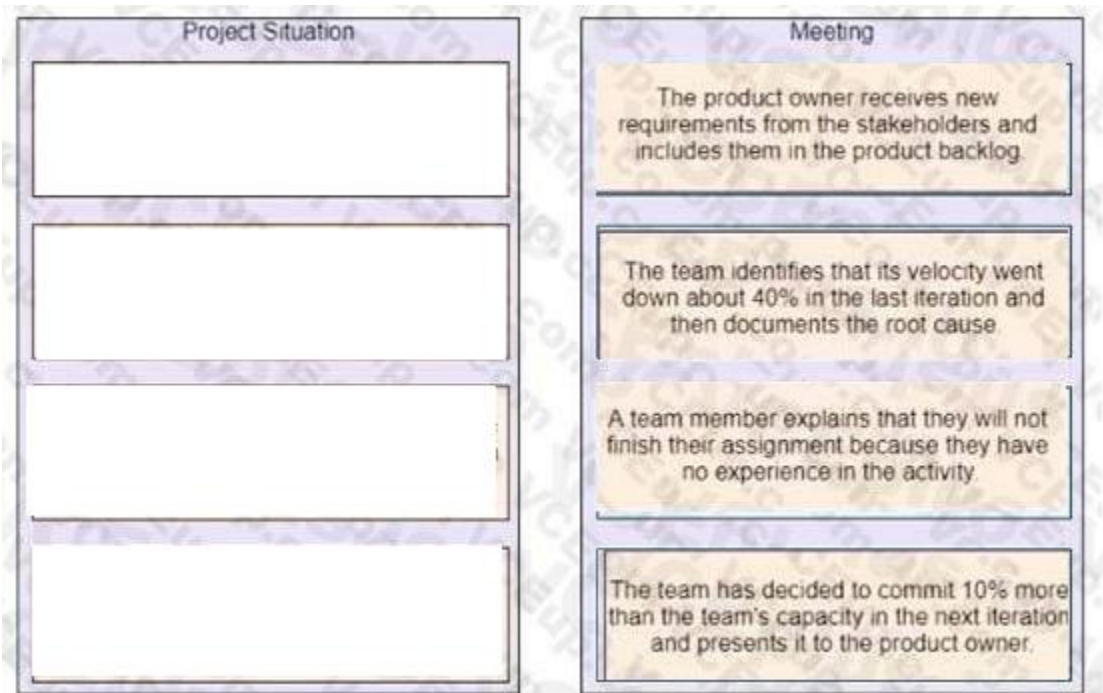 Project Situation
Meeting
The product owner receives new
requirements from the stakeholders and
includes them in the product backlog.
The team identifies that its velocity went
down about 40% in the last iteration and
then documents the root cause
A team member explains that they will not
finish their assignment because they have
no experience in the activity.
The team has decided to commit 10% more
than the team's capacity in the next iteration
and presents it to the product owner.